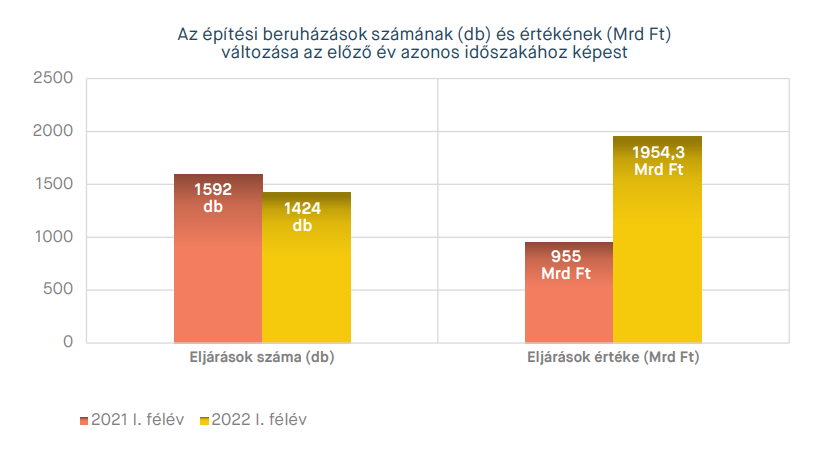 Az építési beruházások számának (db) és értékének (Mrd Ft)
változása az előző év azonos időszakához képest
2500
2000
1500
1000
500
0
1592
db
1424
db
955
Mrd Ft
1954,3
Mrd Ft
Eljárások száma (db)
Eljárások értéke (Mrd Ft)
2021 I. félév
2022 I. félév